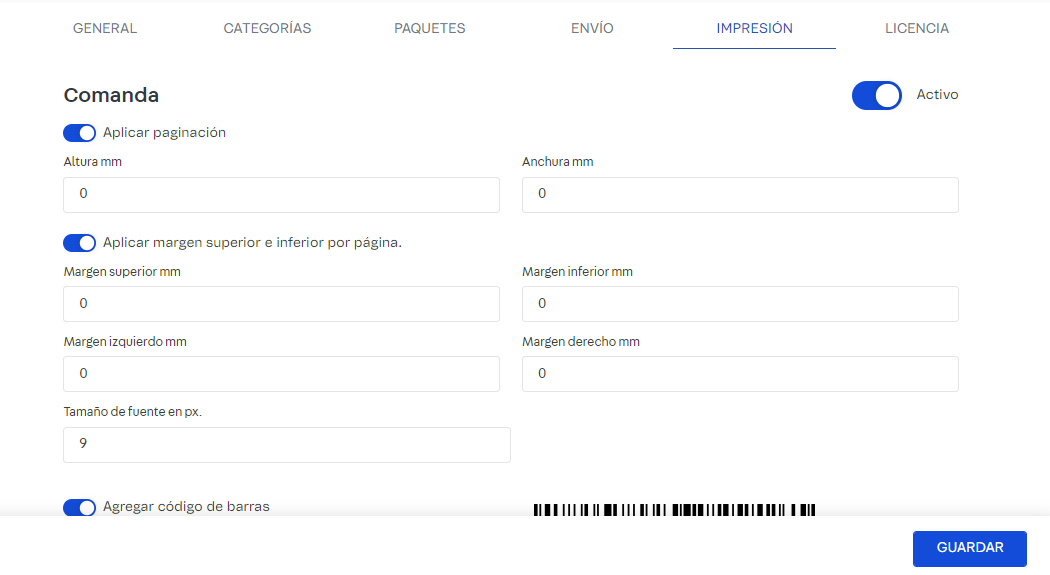 GENERAL CATEGORÍAS PAQUETES ENVÍO IMPRESIÓN LICENCIA
Comanda Activo
Aplicar paginación
Altura mm Anchura mm
0 0
Aplicar margen superior e inferior por página.
Margen superior mm Margen inferior mm
0 0
Margen izquierdo mm Margen derecho mm
0 0
Tamaño de fuente en px.
9
Agregar código de barras
GUARDAR